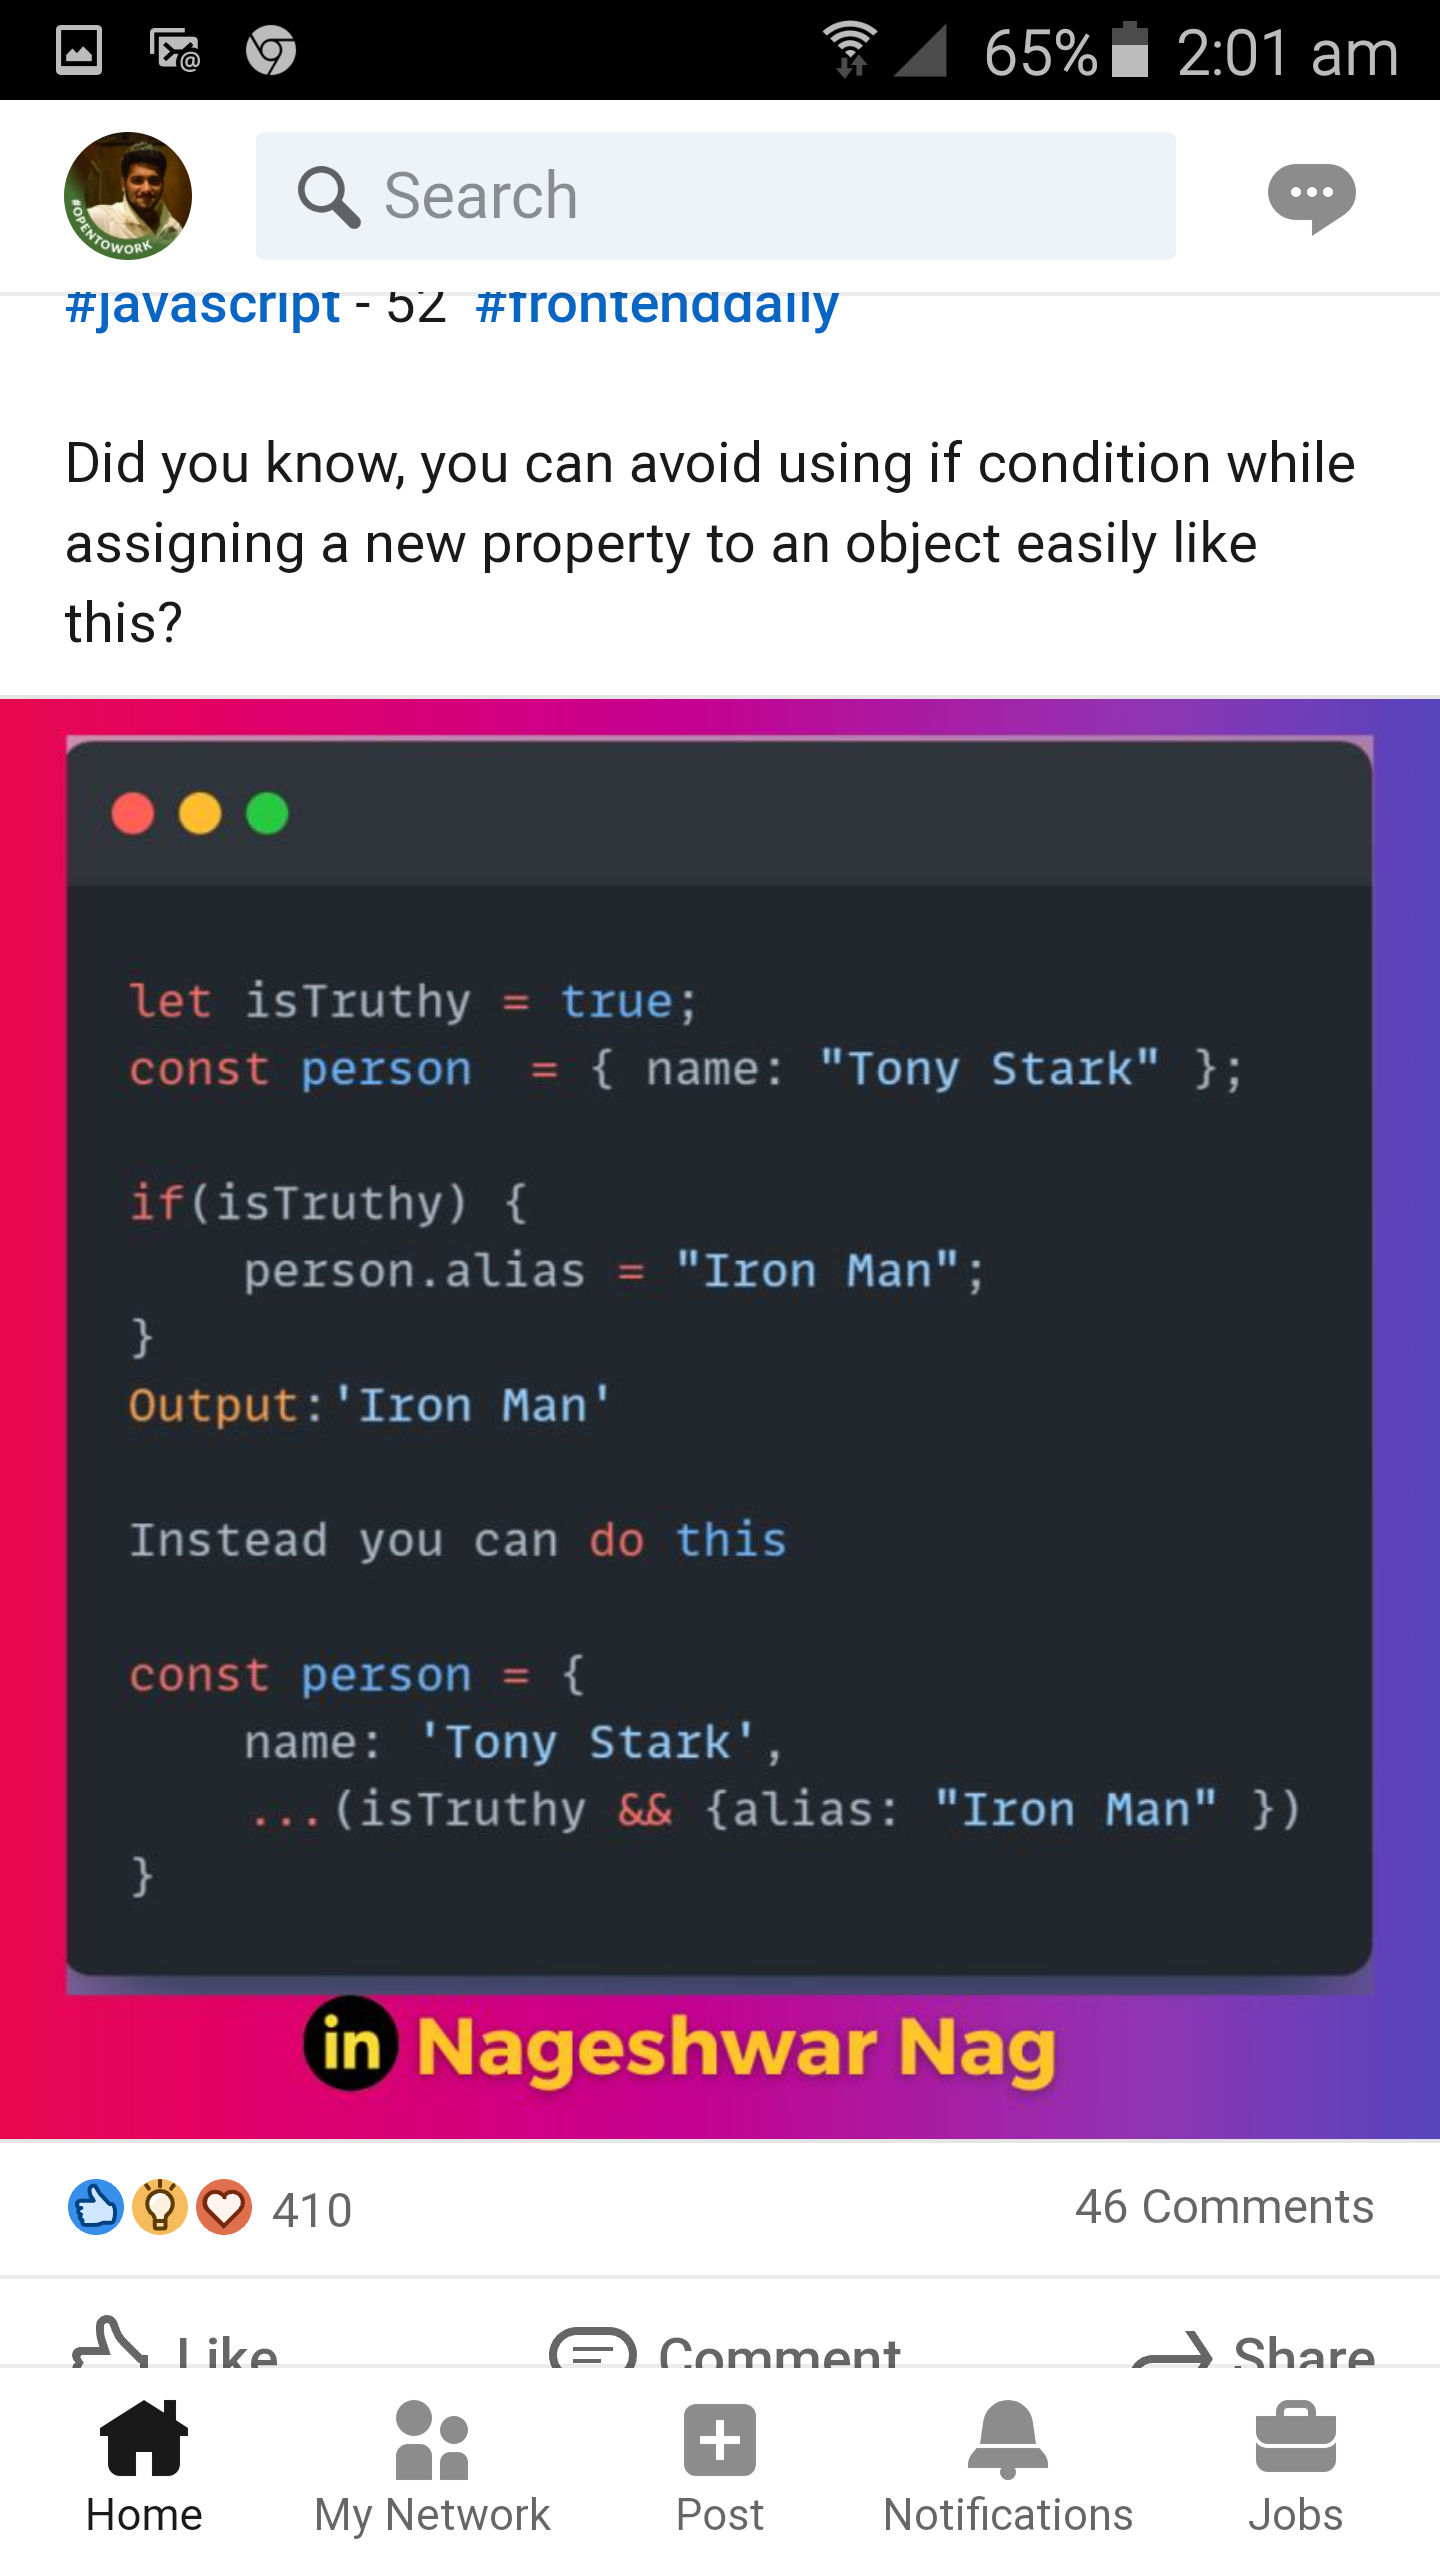 65% 2:01 am
#OPENTOWORK
Search
#javascript - 52 #frontenddaily
Did you know, you can avoid using if condition while
assigning a new property to an object easily like
this?
let isTruthy = true;
const person  = { name: "Tony Stark" };
if(isTruthy) {
    person.alias = "Iron Man";
}
Output:'Iron Man'
Instead you can do this
const person = {
    name: 'Tony Stark',
    ...(isTruthy && {alias: "Iron Man" })
}
in Nageshwar Nag
410 46 Comments
Like Comment Share
Home My Network Post Notifications Jobs